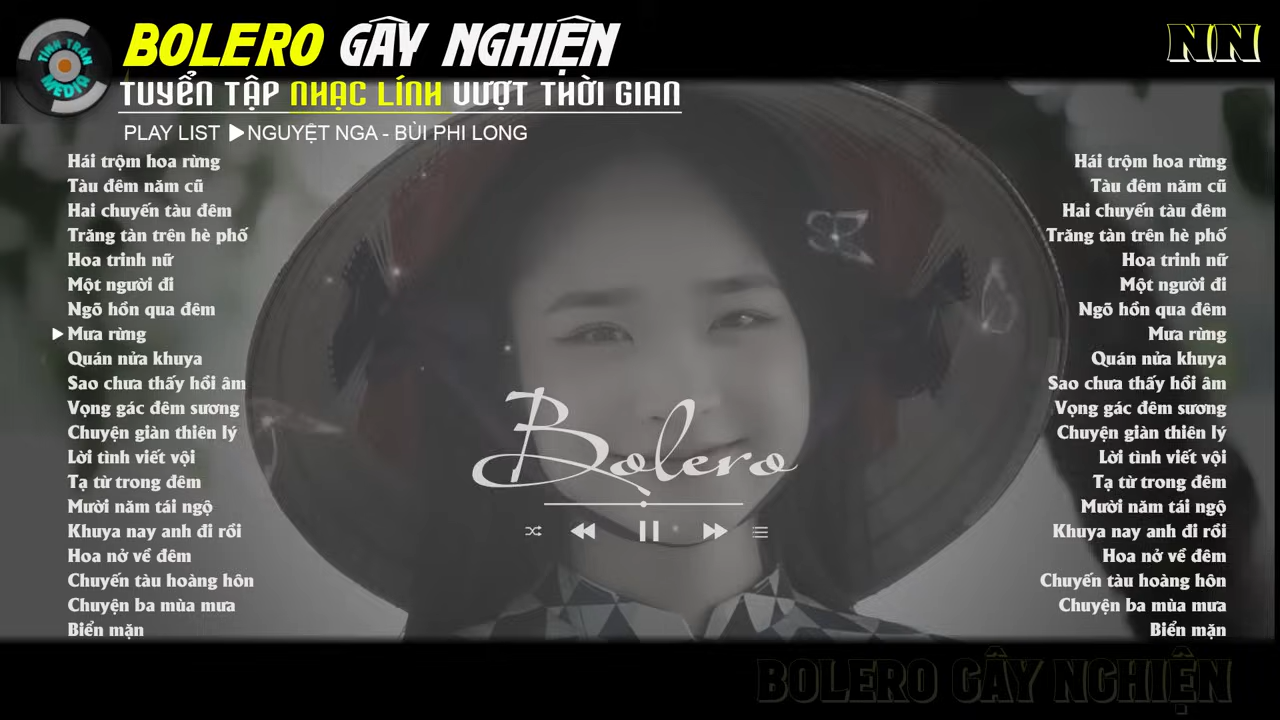 TÌNH TRẦN
MEDIA
BOLERO GÂY NGHIỆN
NN
TUYỂN TẬP NHẠC LÍNH VƯỢT THỜI GIAN
PLAY LIST NGUYỆT NGA - BÙI PHI LONG
Hái trộm hoa rừng
Tàu đêm năm cũ
Hai chuyến tàu đêm
Trăng tàn trên hè phố
Hoa trinh nữ
Một người đi
Ngõ hồn qua đêm
Mưa rừng
Quán nửa khuya
Sao chưa thấy hồi âm
Vọng gác đêm sương
Chuyện giàn thiên lý
Lời tình viết vội
Tạ từ trong đêm
Mười năm tái ngộ
Khuya nay anh đi rồi
Hoa nở về đêm
Chuyến tàu hoàng hôn
Chuyện ba mùa mưa
Biển mặn
Bolero
Hái trộm hoa rừng
Tàu đêm năm cũ
Hai chuyến tàu đêm
Trăng tàn trên hè phố
Hoa trinh nữ
Một người đi
Ngõ hồn qua đêm
Mưa rừng
Quán nửa khuya
Sao chưa thấy hồi âm
Vọng gác đêm sương
Chuyện giàn thiên lý
Lời tình viết vội
Tạ từ trong đêm
Mười năm tái ngộ
Khuya nay anh đi rồi
Hoa nở về đêm
Chuyến tàu hoàng hôn
Chuyện ba mùa mưa
Biển mặn
BOLERO GÂY NGHIỆN